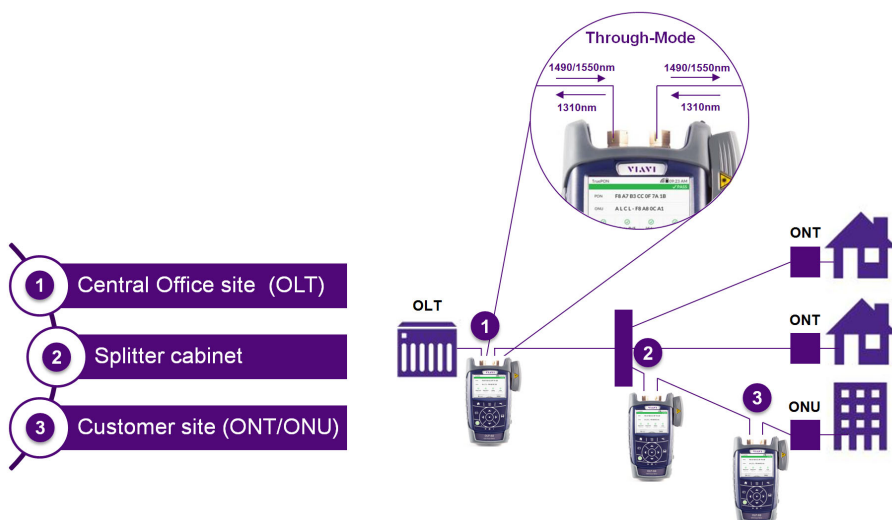 Through-Mode
1490/1550nm
1490/1550nm
1310nm
1310nm
VIAVI
TruePON
PASS
PON F8 A7 B3 CC 0F 7A 1B
ONU A L C L - F8 A8 0C A1
1 Central Office site (OLT)
2 Splitter cabinet
3 Customer site (ONT/ONU)
OLT
1
2
3
ONT
ONT
ONU